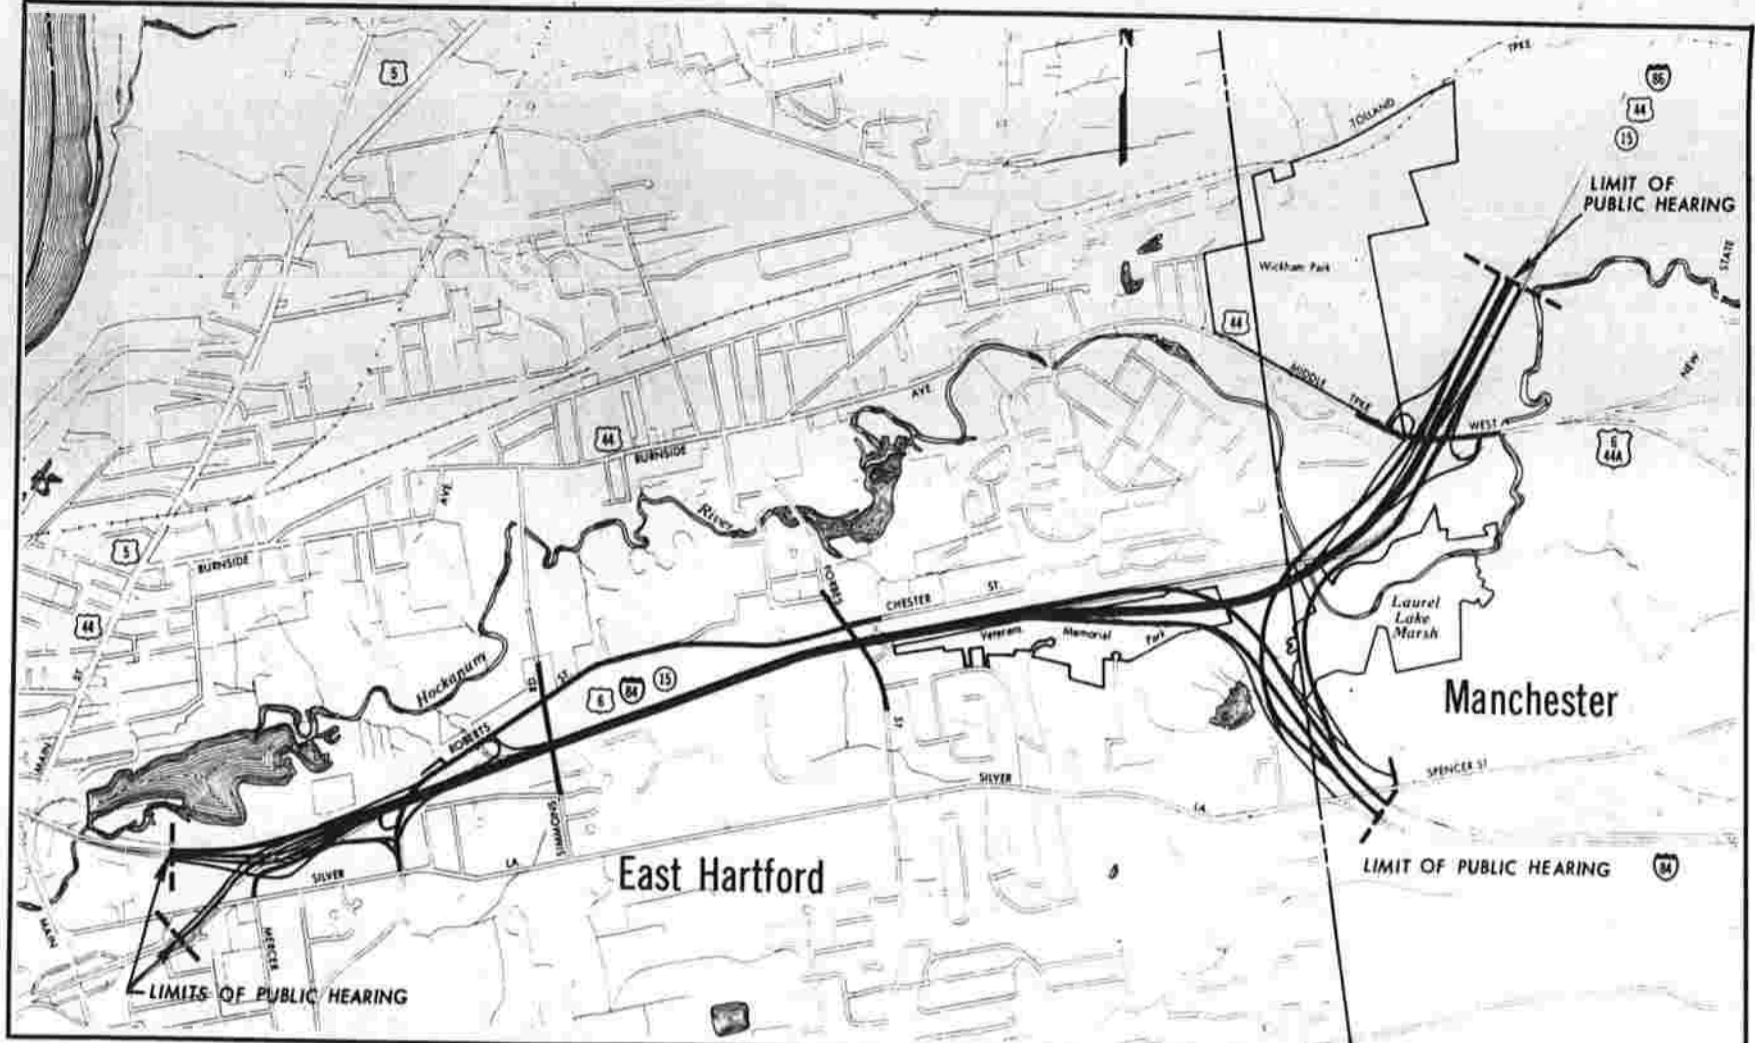 5
N
TPKE
86
44
15
TOLLAND
LIMIT OF
PUBLIC HEARING
STATE
Wickham Park
44
NEW
MIDDLE
TPKE
WEST
6
44A
AVE
44
BURNSIDE
AVE
River
5
BURNSIDE
FORBES
CHESTER ST.
Laurel
Lake
Marsh
44
Veterans Memorial Park
ST
Hockanum
RD
ST
6
84
15
Manchester
ROBERTS
MAIN
ST
SILVER
SPENCER ST
LA
SIMMONS
East Hartford
LA
SILVER
LIMIT OF PUBLIC HEARING
84
MAIN
MERCER
LIMITS OF PUBLIC HEARING